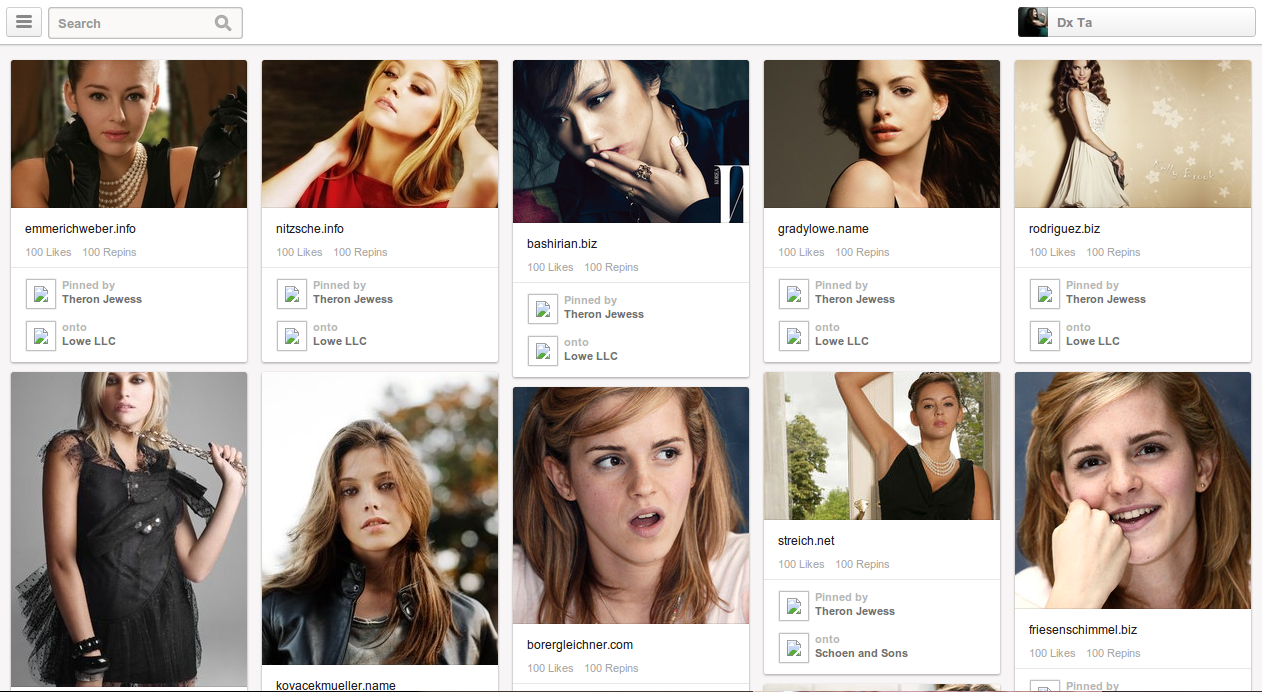 Search
Dx Ta
emmerichweber.info
100 Likes 100 Repins
Pinned by
Theron Jewess
onto
Lowe LLC
nitzsche.info
100 Likes 100 Repins
Pinned by
Theron Jewess
onto
Lowe LLC
bashirian.biz
100 Likes 100 Repins
Pinned by
Theron Jewess
onto
Lowe LLC
gradylowe.name
100 Likes 100 Repins
Pinned by
Theron Jewess
onto
Lowe LLC
Kelly Brook
rodriguez.biz
100 Likes 100 Repins
Pinned by
Theron Jewess
onto
Lowe LLC
kovacekmueller.name
borergleichner.com
100 Likes 100 Repins
streich.net
100 Likes 100 Repins
Pinned by
Theron Jewess
onto
Schoen and Sons
friesenschimmel.biz
100 Likes 100 Repins
Pinned by